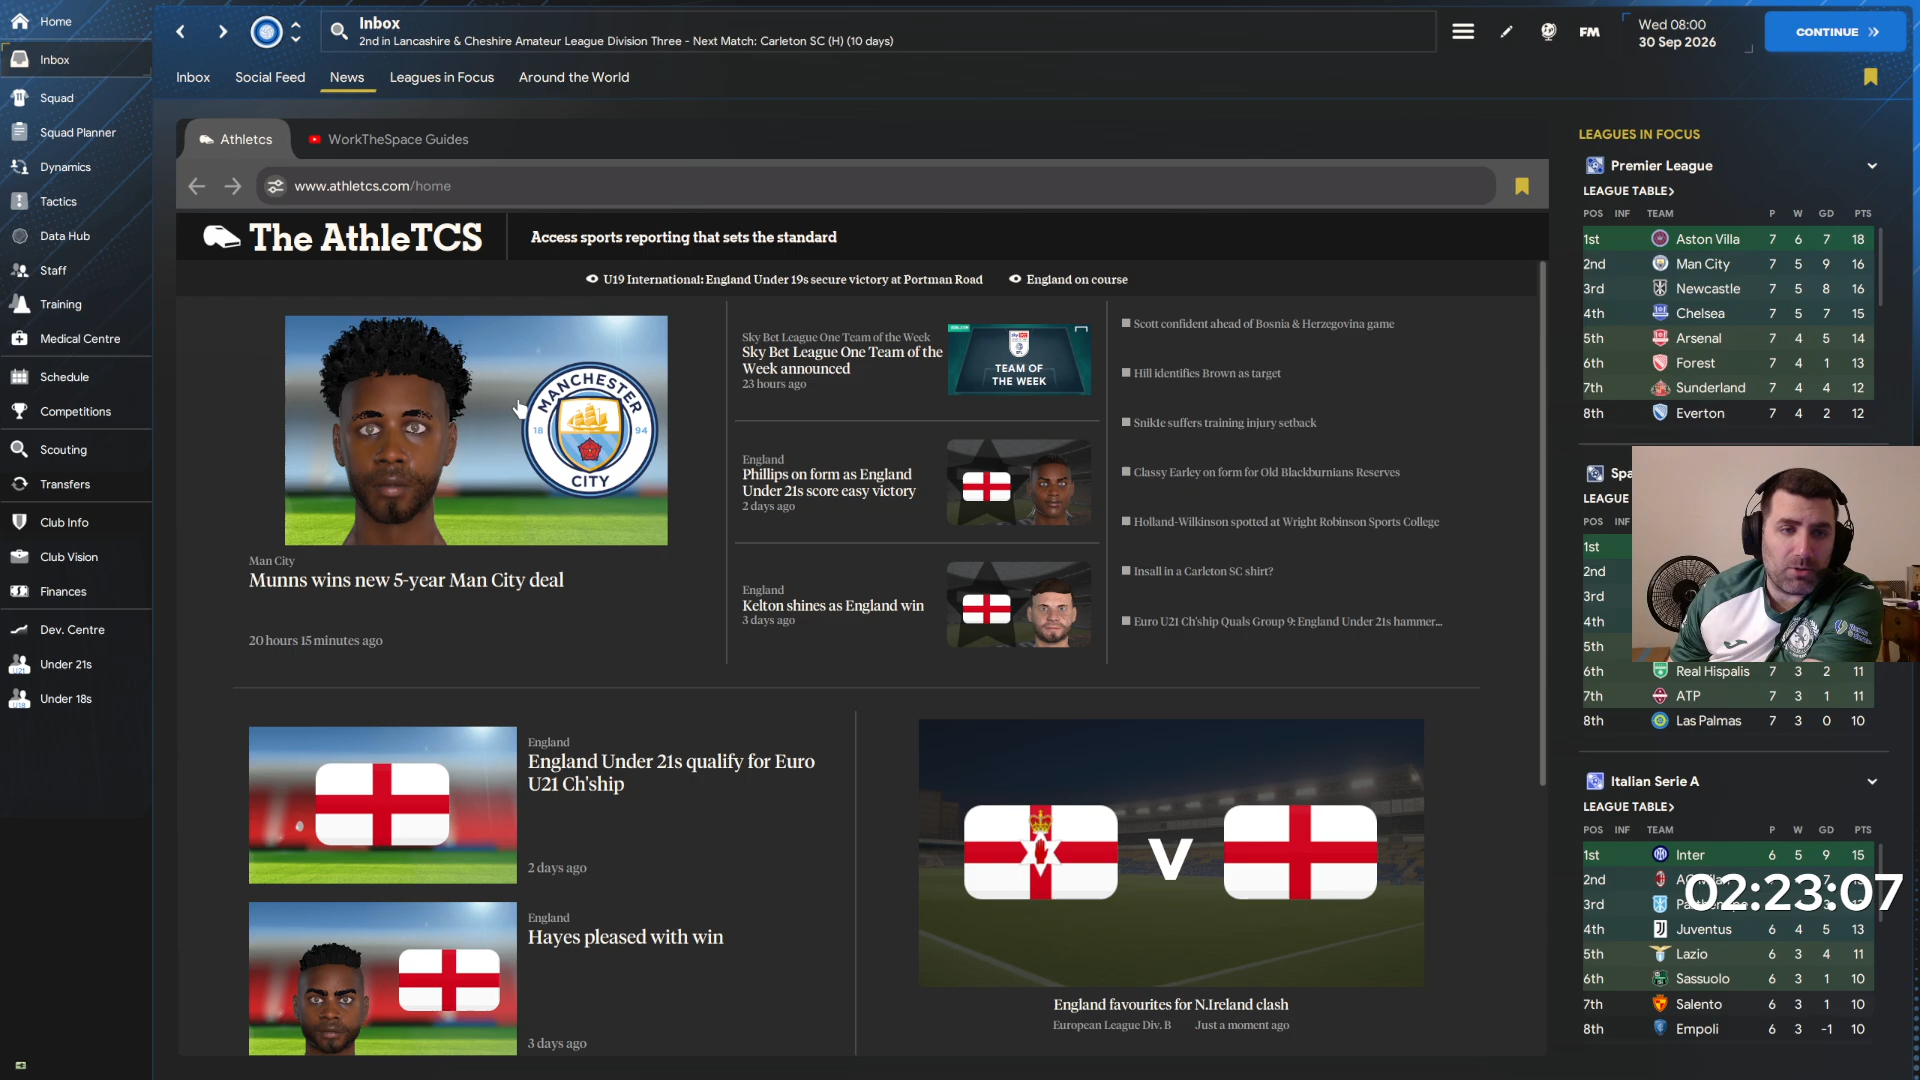 Home
Inbox
Squad
Squad Planner
Dynamics
Tactics
Data Hub
Staff
Training
Medical Centre
Schedule
Competitions
Scouting
Transfers
Club Info
Club Vision
Finances
Dev. Centre
Under 21s
Under 18s
Inbox
2nd in Lancashire & Cheshire Amateur League Division Three - Next Match: Carleton SC (H) (10 days)
FM
Wed 08:00
30 Sep 2026
CONTINUE
Inbox Social Feed News Leagues in Focus Around the World
Athletcs WorkTheSpace Guides
www.athletcs.com/home
The AthleTCS
Access sports reporting that sets the standard
U19 International: England Under 19s secure victory at Portman Road England on course
MANCHESTER
18 94
CITY
Man City
Munns wins new 5-year Man City deal
20 hours 15 minutes ago
Sky Bet League One Team of the Week
Sky Bet League One Team of the
Week announced
23 hours ago
TEAM OF
THE WEEK
England
Phillips on form as England
Under 21s score easy victory
2 days ago
England
Kelton shines as England win
3 days ago
Scott confident ahead of Bosnia & Herzegovina game
Hill identifies Brown as target
Snikte suffers training injury setback
Classy Earley on form for Old Blackburnians Reserves
Holland-Wilkinson spotted at Wright Robinson Sports College
Insall in a Carleton SC shirt?
Euro U21 Ch'ship Quals Group 9: England Under 21s hammer...
England
England Under 21s qualify for Euro
U21 Ch'ship
2 days ago
England
Hayes pleased with win
3 days ago
V
England favourites for N.Ireland clash
European League Div. B Just a moment ago
LEAGUES IN FOCUS
Premier League
LEAGUE TABLE>
POS INF TEAM P W GD PTS
1st Aston Villa 7 6 7 18
2nd Man City 7 5 9 16
3rd Newcastle 7 5 8 16
4th Chelsea 7 5 7 15
5th Arsenal 7 4 5 14
6th Forest 7 4 1 13
7th Sunderland 7 4 4 12
8th Everton 7 4 2 12
Spa
LEAGUE
POS INF
1st
2nd
3rd
4th
5th
6th Real Hispalis 7 3 2 11
7th ATP 7 3 1 11
8th Las Palmas 7 3 0 10
Italian Serie A
LEAGUE TABLE>
POS INF TEAM P W GD PTS
1st Inter 6 5 9 15
2nd
3rd
02:23:07
4th Juventus 6 4 5 13
5th Lazio 6 3 4 11
6th Sassuolo 6 3 1 10
7th Salento 6 3 1 10
8th Empoli 6 3 -1 10